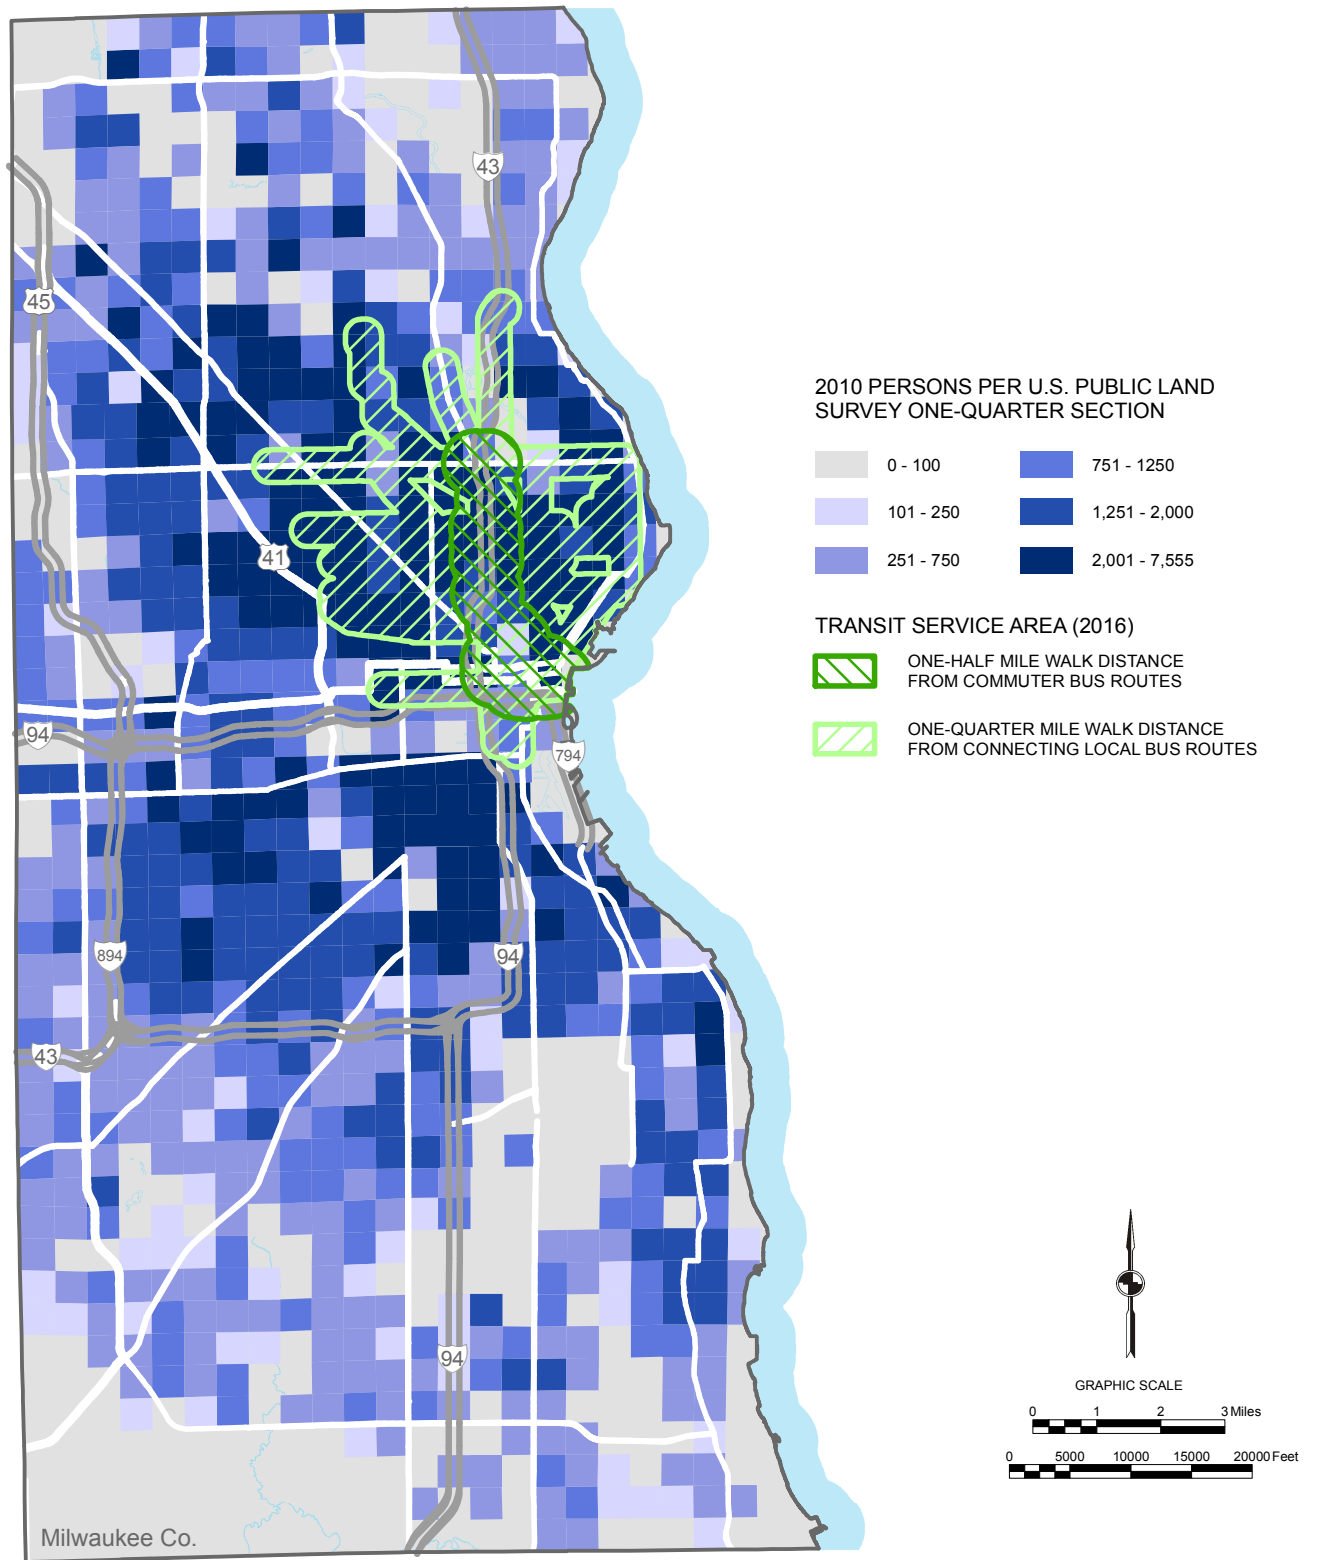 43
45
41
94
794
894
94
43
94
Milwaukee Co.
2010 PERSONS PER U.S. PUBLIC LAND
SURVEY ONE-QUARTER SECTION
0 - 100
751 - 1250
101 - 250
1,251 - 2,000
251 - 750
2,001 - 7,555
TRANSIT SERVICE AREA (2016)
ONE-HALF MILE WALK DISTANCE
FROM COMMUTER BUS ROUTES
ONE-QUARTER MILE WALK DISTANCE
FROM CONNECTING LOCAL BUS ROUTES
GRAPHIC SCALE
0 1 2 3 Miles
0 5000 10000 15000 20000 Feet